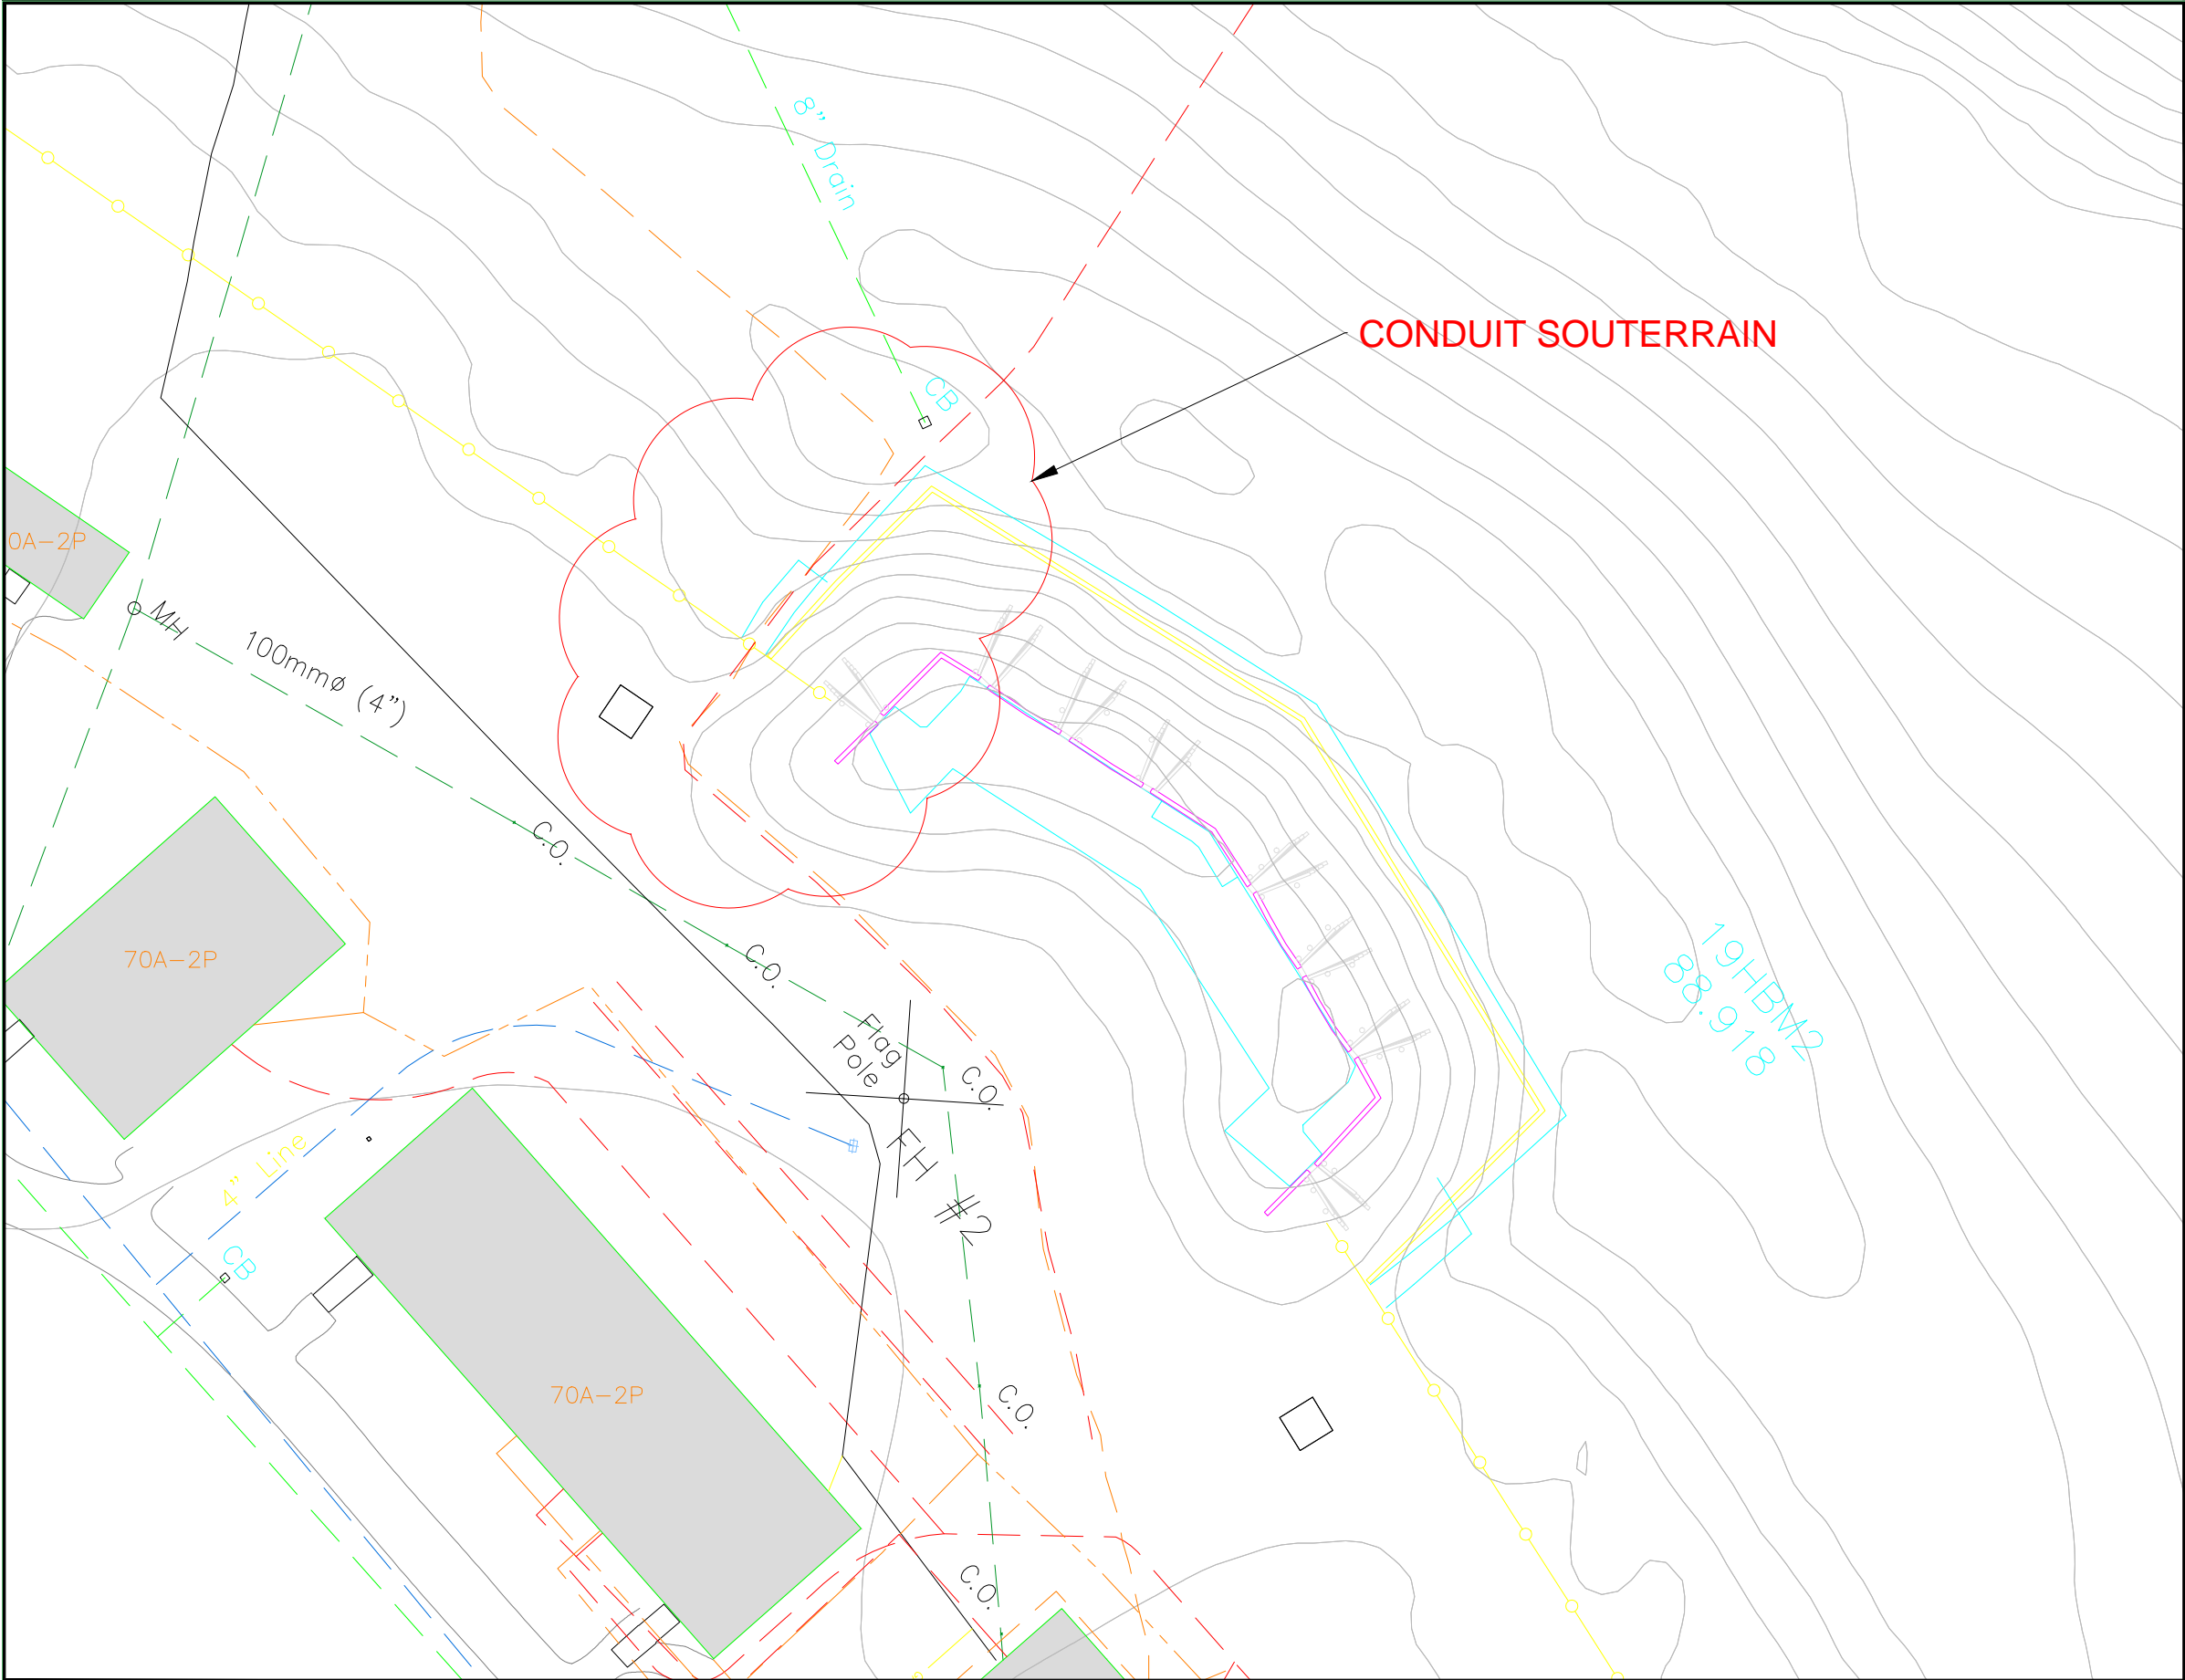 8" Drain
CONDUIT SOUTERRAIN
CB
0A-2P
MH
100mmø (4")
C.O.
70A-2P
C.O.
19HBM2
88.918
Flag
Pole
C.O.
FH #2
4" Line
CB
70A-2P
C.O.
C.O.